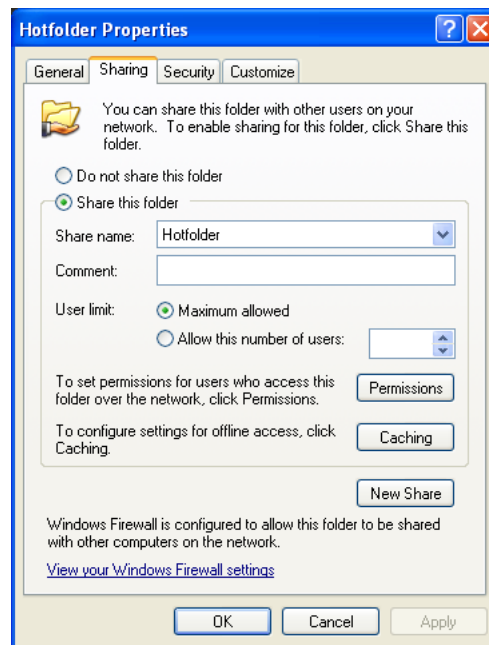 Hotfolder Properties
General Sharing Security Customize
You can share this folder with other users on your
network. To enable sharing for this folder, click Share this
folder.
Do not share this folder
Share this folder
Share name: Hotfolder
Comment:
User limit: Maximum allowed
Allow this number of users:
To set permissions for users who access this
folder over the network, click Permissions.
Permissions
To configure settings for offline access, click
Caching.
Caching
New Share
Windows Firewall is configured to allow this folder to be shared
with other computers on the network.
View your Windows Firewall settings
OK Cancel Apply